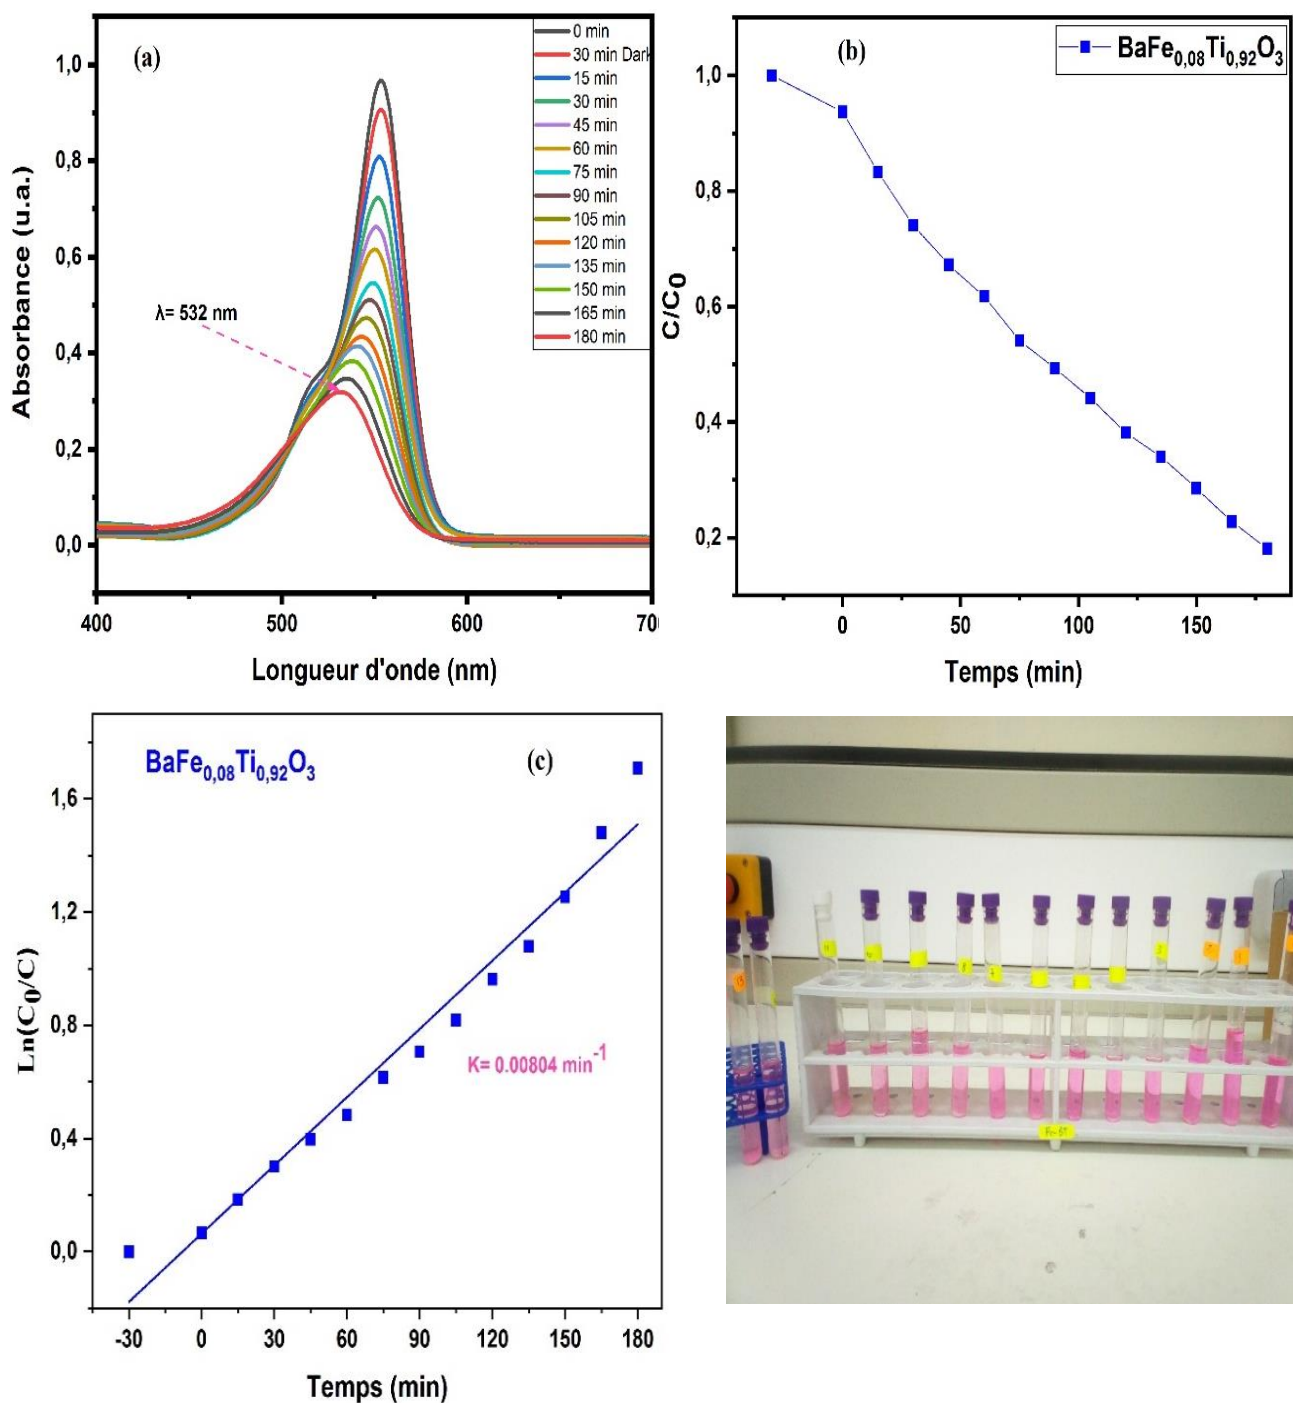 (a)
0 min
30 min Dark
15 min
30 min
45 min
60 min
75 min
90 min
105 min
120 min
135 min
150 min
165 min
180 min
λ= 532 nm
1,0
0,8
0,6
0,4
0,2
0,0
Absorbance (u.a.)
400 500 600 70
Longueur d'onde (nm)
(b)
BaFe0,08Ti0,92O3
1,0
0,8
0,6
0,4
0,2
C/C0
0 50 100 150
Temps (min)
BaFe0,08Ti0,92O3
(c)
1,6
1,2
0,8
0,4
0,0
Ln(C0/C)
K= 0.00804 min-1
-30 0 30 60 90 120 150 180
Temps (min)